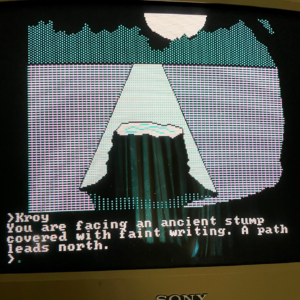 >Kroy
You are facing an ancient stump
covered with faint writing. A path
leads north.
>.
SONY